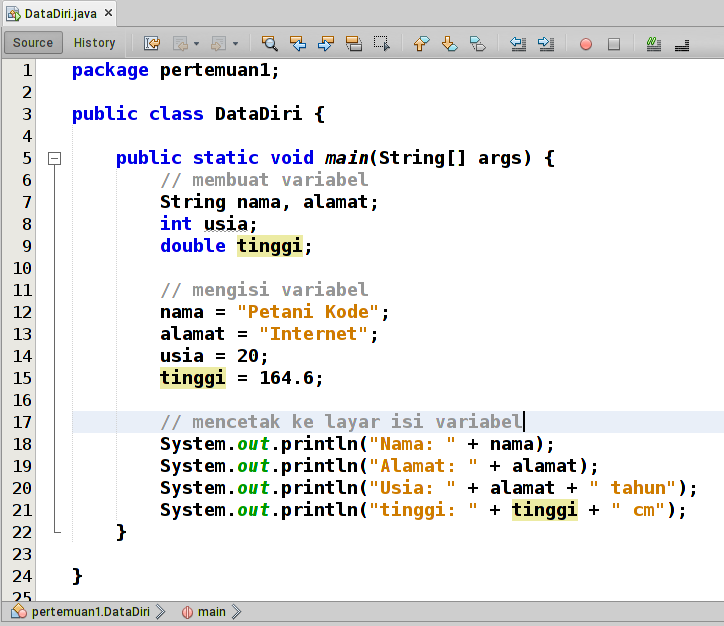 DataDiri.java
Source History
1 package pertemuan1;
2
3 public class DataDiri {
4
5 public static void main(String[] args) {
6 // membuat variabel
7 String nama, alamat;
8 int usia;
9 double tinggi;
10
11 // mengisi variabel
12 nama = "Petani Kode";
13 alamat = "Internet";
14 usia = 20;
15 tinggi = 164.6;
16
17 // mencetak ke layar isi variabel
18 System.out.println("Nama: " + nama);
19 System.out.println("Alamat: " + alamat);
20 System.out.println("Usia: " + alamat + " tahun");
21 System.out.println("tinggi: " + tinggi + " cm");
22 }
23
24 }
25
pertemuan1.DataDiri main